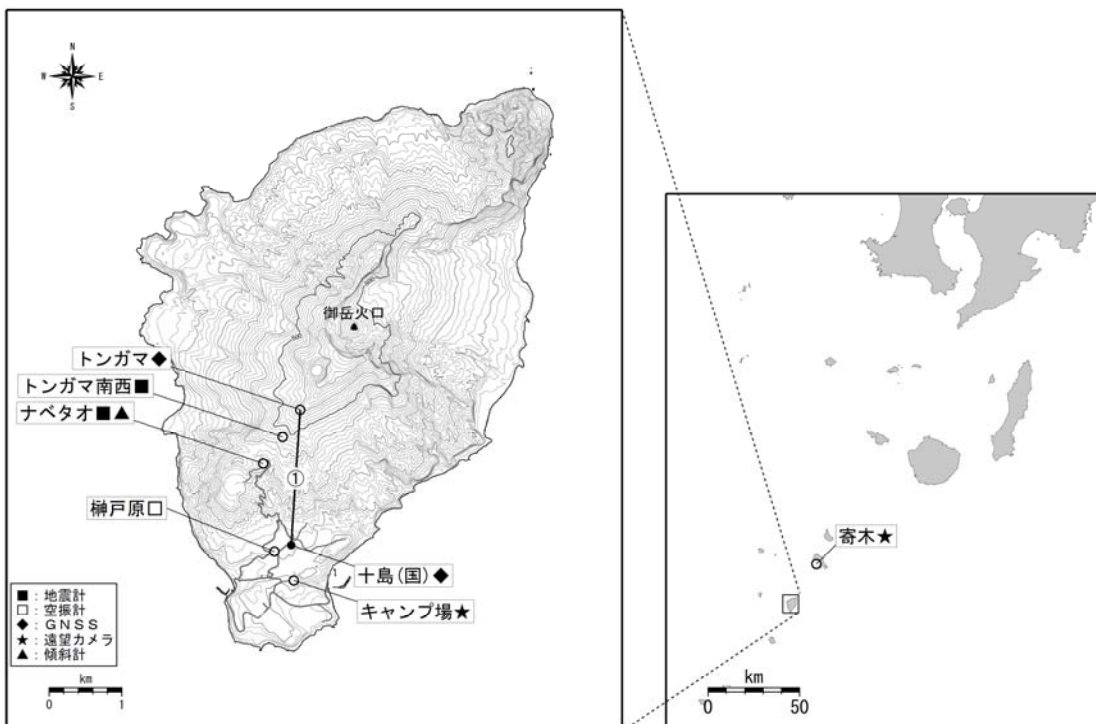 N
W E
S
御岳火口
トンガマ◆
トンガマ南西■
ナベタオ■▲
①
榊戸原□
十島(国)◆
キャンプ場★
■:地震計
□:空振計
◆:GNSS
★:遠望カメラ
▲:傾斜計
km
0 1
寄木★
km
0 50